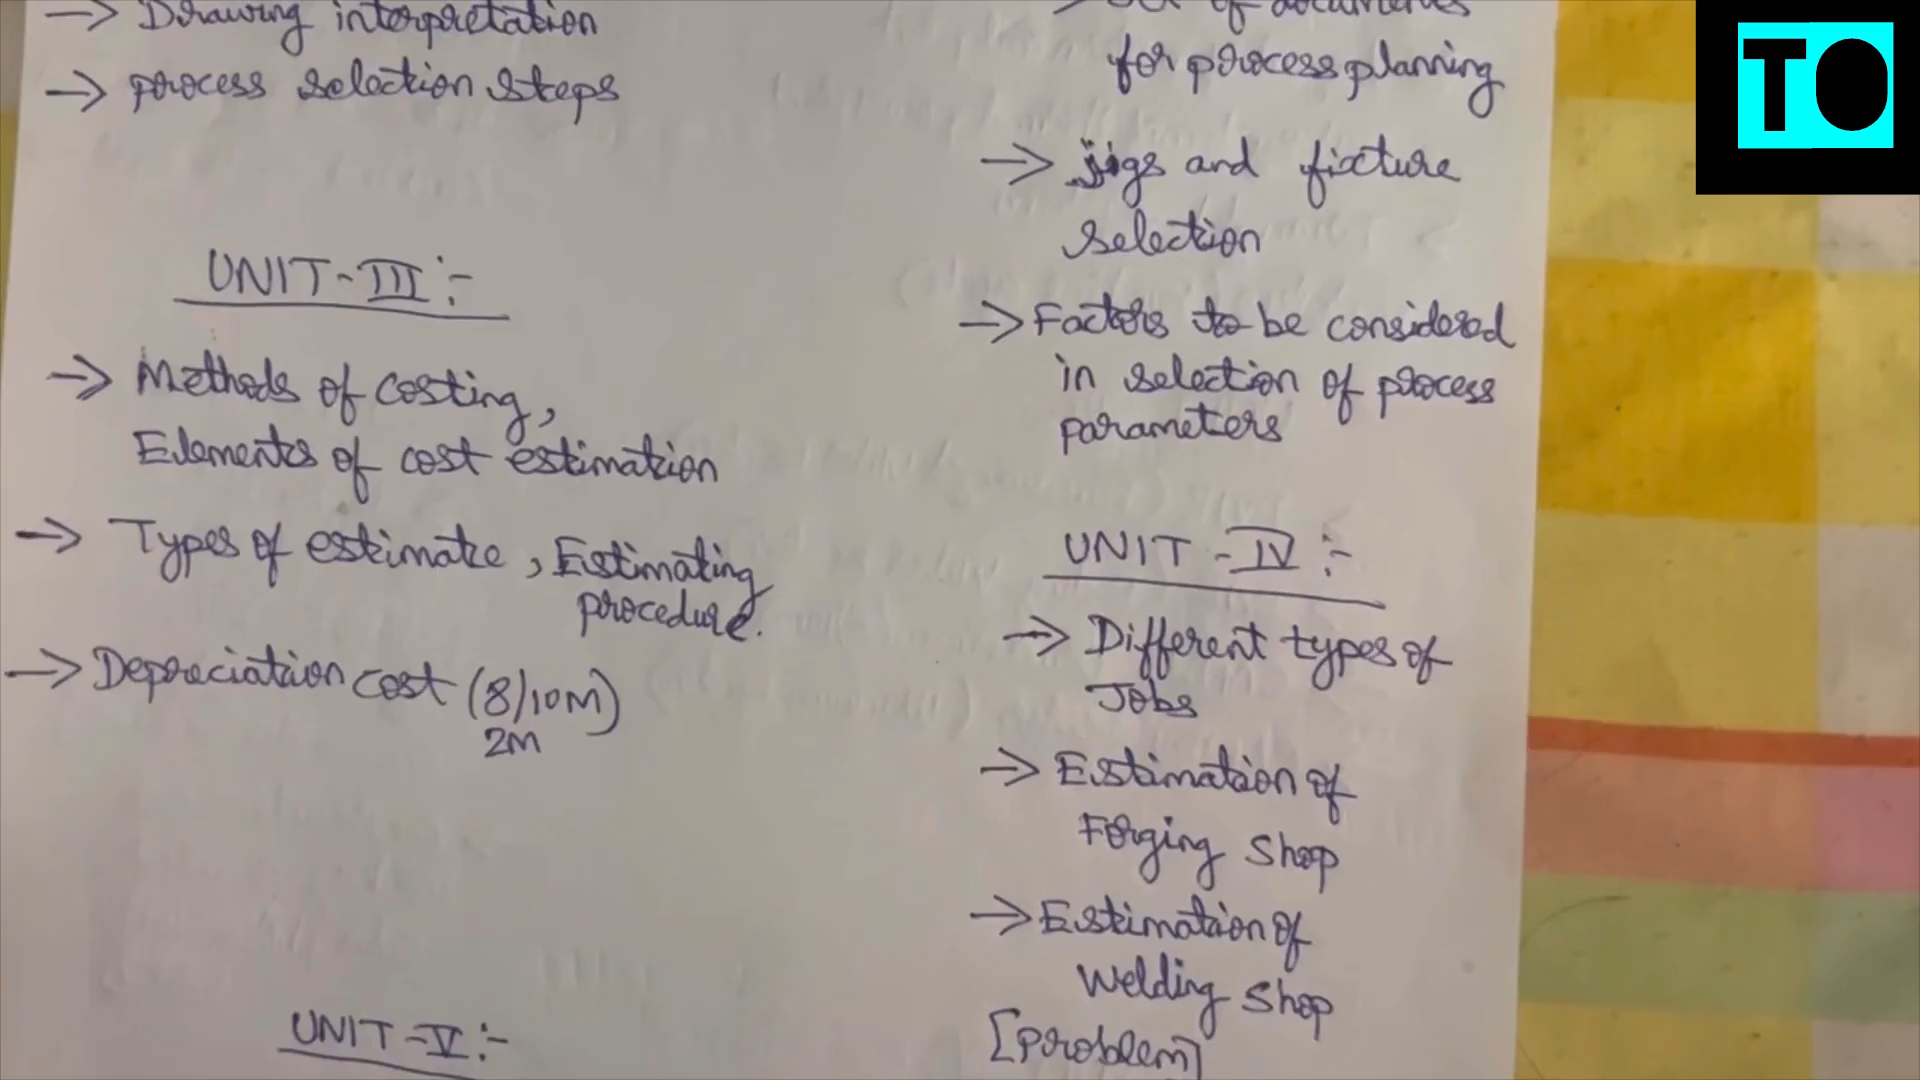 → Drawing interpretation
→ process selection steps
UNIT-III:-
→ Methods of costing,
Elements of cost estimation
→ Types of estimate, Estimating
procedure.
→ Depreciation cost (8/10M)
2M
UNIT-V:-
of documents
for process planning
→ jigs and fixture
selection
→ Factors to be considered
in selection of process
parameters
UNIT-IV:-
→ Different types of
Jobs
→ Estimation of
Forging Shop
→ Estimation of
Welding Shop
[Problem]
TO